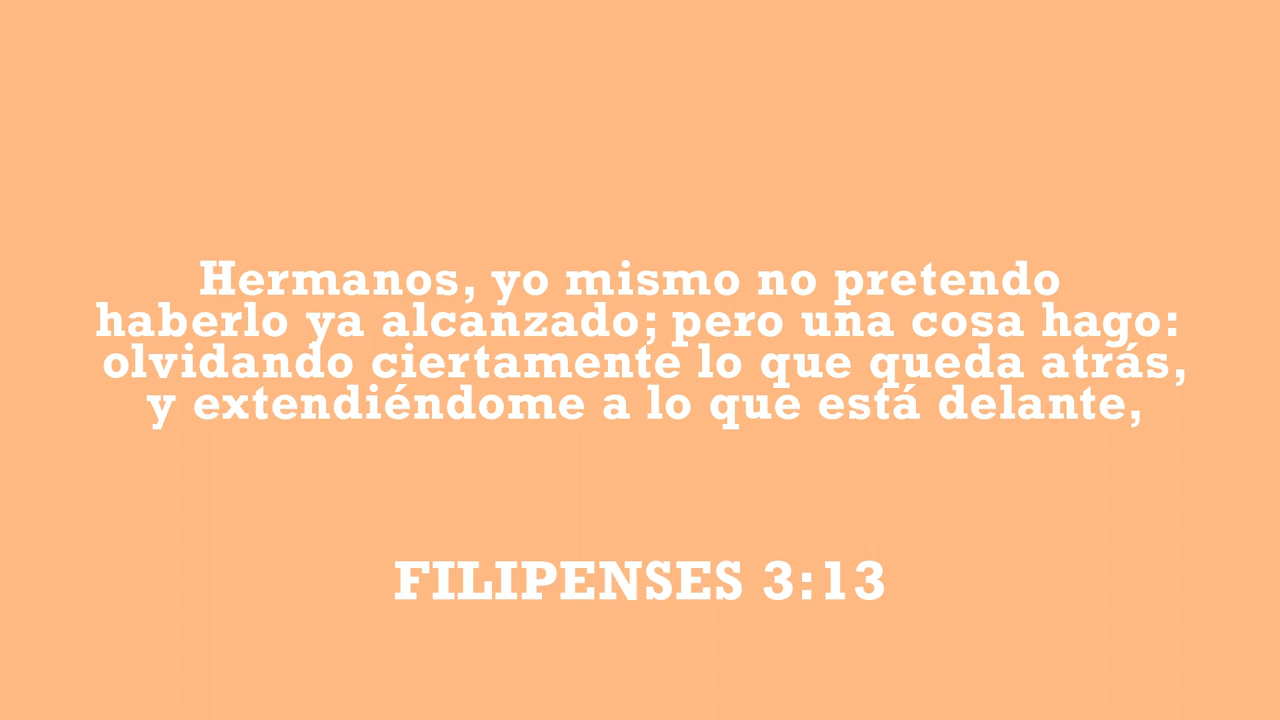 Hermanos, yo mismo no pretendo
haberlo ya alcanzado; pero una cosa hago:
olvidando ciertamente lo que queda atrás,
y extendiéndome a lo que está delante,
FILIPENSES 3:13